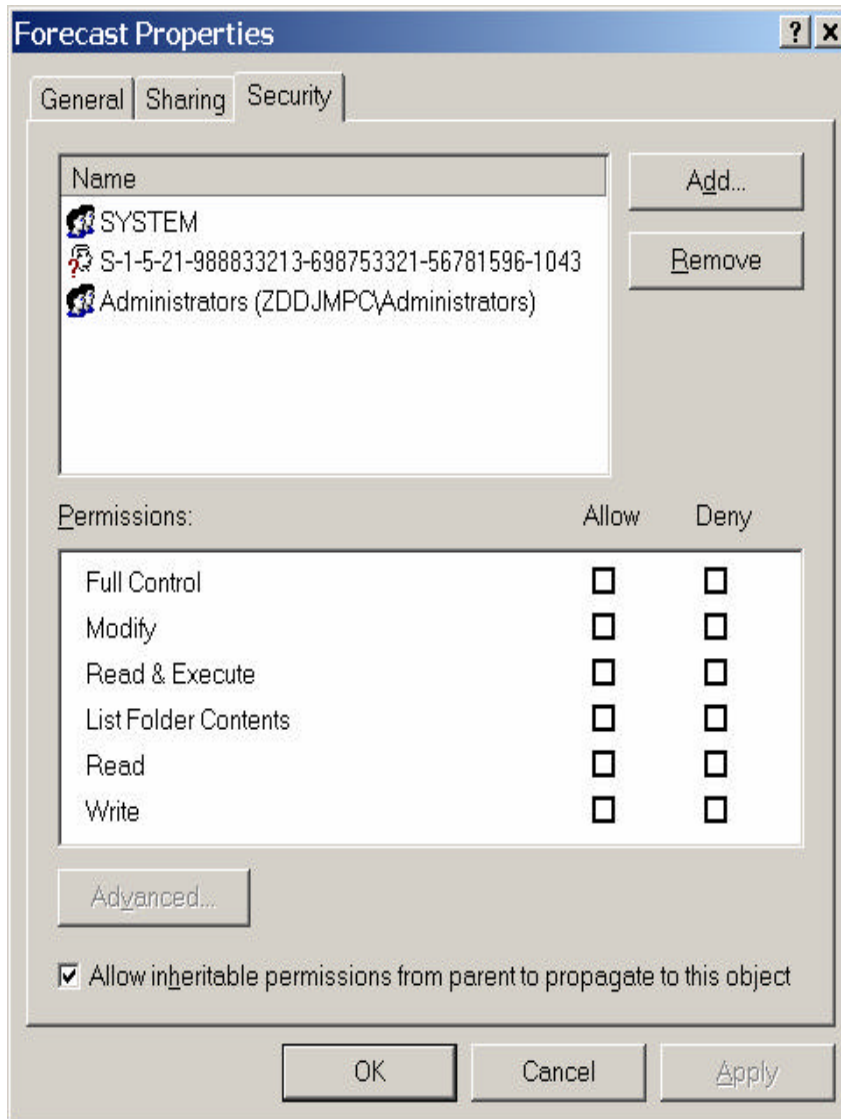 Forecast Properties
General Sharing Security
Name
Add...
SYSTEM
S-1-5-21-988833213-698753321-56781596-1043
Remove
Administrators (ZDDJMPC\Administrators)
Permissions: Allow Deny
Full Control
Modify
Read & Execute
List Folder Contents
Read
Write
Advanced...
Allow inheritable permissions from parent to propagate to this object
OK Cancel Apply